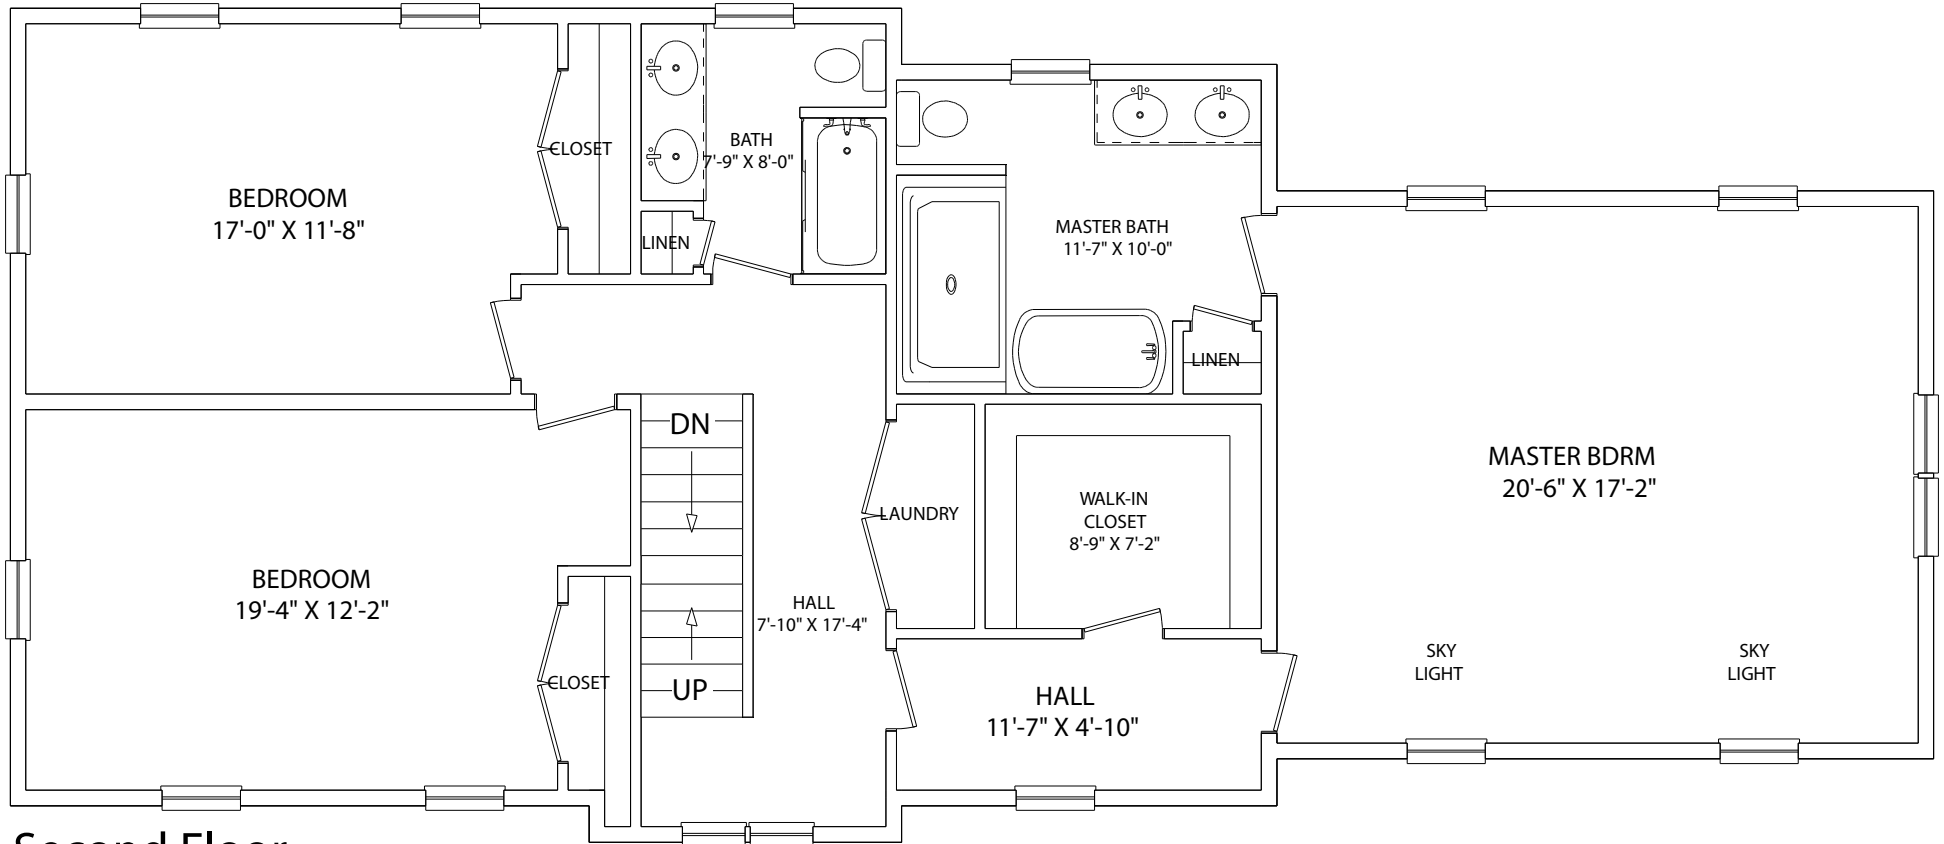 BEDROOM
17'-0" X 11'-8"
CLOSET
BATH
7'-9" X 8'-0"
LINEN
MASTER BATH
11'-7" X 10'-0"
LINEN
MASTER BDRM
20'-6" X 17'-2"
SKY
LIGHT
SKY
LIGHT
BEDROOM
19'-4" X 12'-2"
CLOSET
DN
UP
HALL
7'-10" X 17'-4"
LAUNDRY
WALK-IN
CLOSET
8'-9" X 7'-2"
HALL
11'-7" X 4'-10"
Second Floor